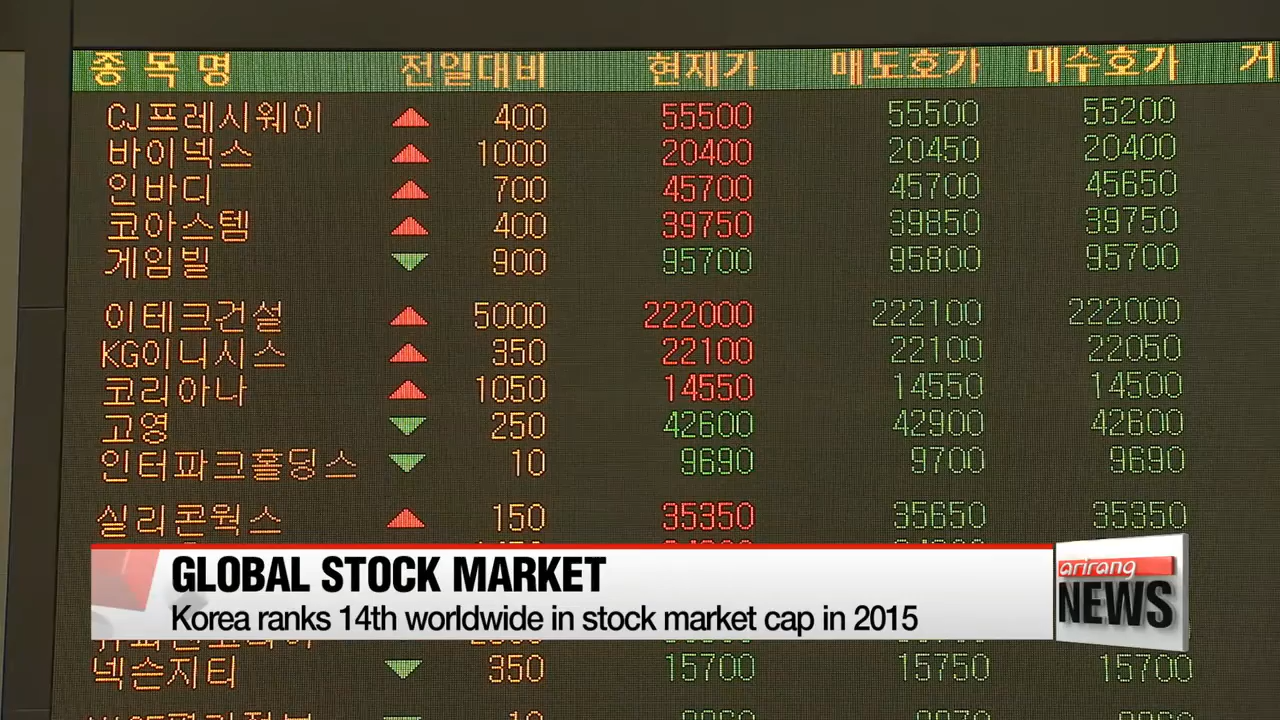 종목명 전일대비 현재가 매도호가 매수호가 거
CJ프레시웨이 ▲ 400 55500 55500 55200
바이넥스 ▲ 1000 20400 20450 20400
인바디 ▲ 700 45700 45700 45650
코아스템 ▲ 400 39750 39850 39750
게임빌 ▼ 900 95700 95800 95700
이테크건설 ▲ 5000 222000 222100 222000
KG이니시스 ▲ 350 22100 22100 22050
코리아나 ▲ 1050 14550 14550 14500
고영 ▼ 250 42600 42900 42600
인터파크홀딩스 ▼ 10 9690 9700 9690
실리콘웍스 ▲ 150 35350 35650 35350
GLOBAL STOCK MARKET
Korea ranks 14th worldwide in stock market cap in 2015
arirang
NEWS
넥슨지티 ▼ 350 15700 15750 15700